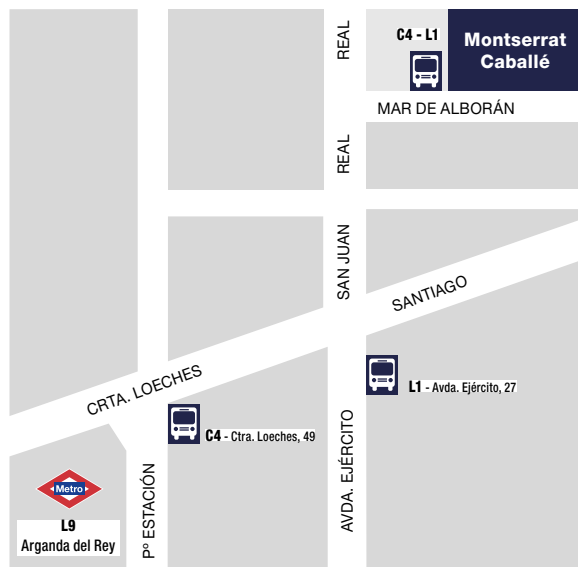 REAL
C4 - L1
Montserrat
Caballé
MAR DE ALBORÁN
REAL
SAN JUAN
SANTIAGO
CRTA. LOECHES
L1 - Avda. Ejército, 27
C4 - Ctra. Loeches, 49
AVDA. EJÉRCITO
Pº ESTACIÓN
Metro
L9
Arganda del Rey